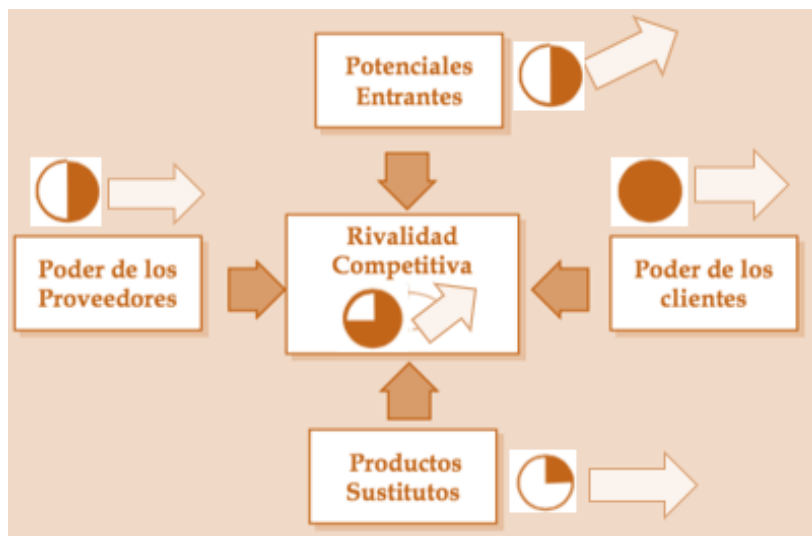 Potenciales
Entrantes
Poder de los
Proveedores
Rivalidad
Competitiva
Poder de los
clientes
Productos
Sustitutos